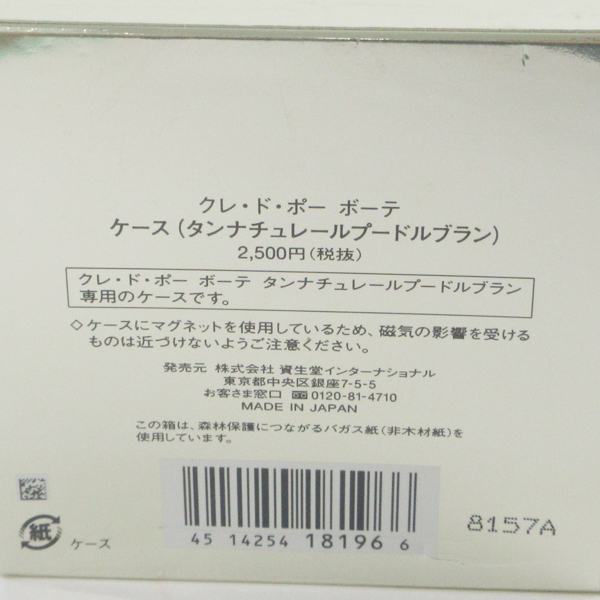 クレ・ド・ポー ボーテ
ケース(タンナチュレールプードルブラン)
2,500円(税抜)
クレ・ド・ポー ボーテ タンナチュレールプードルブラン
専用のケースです。
◇ケースにマグネットを使用しているため、磁気の影響を受ける
ものは近づけないようご注意ください。
発売元 株式会社 資生堂インターナショナル
東京都中央区銀座7-5-5
お客さま窓口 0120-81-4710
MADE IN JAPAN
この箱は、森林保護につながるバガス紙(非木材紙)を
使用しています。
4 514254 181966
8157A
紙 ケース